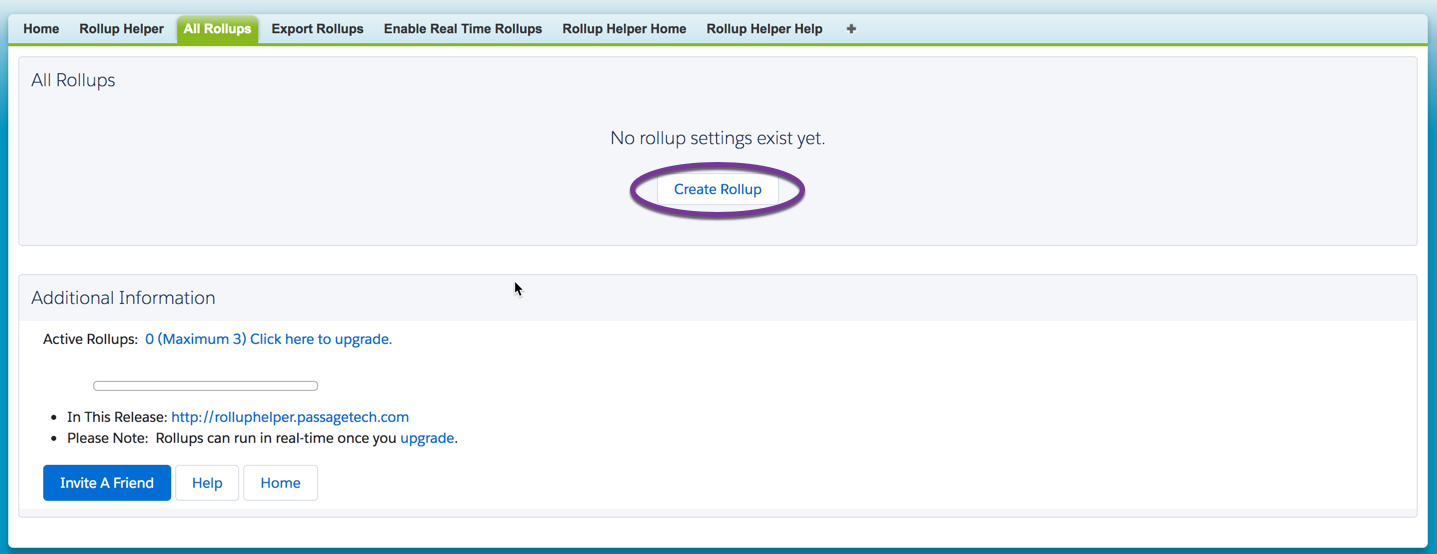 Home Rollup Helper All Rollups Export Rollups Enable Real Time Rollups Rollup Helper Home Rollup Helper Help +
All Rollups
No rollup settings exist yet.
Create Rollup
Additional Information
Active Rollups: 0 (Maximum 3) Click here to upgrade.
• In This Release: http://rolluphelper.passagetech.com
• Please Note: Rollups can run in real-time once you upgrade.
Invite A Friend Help Home